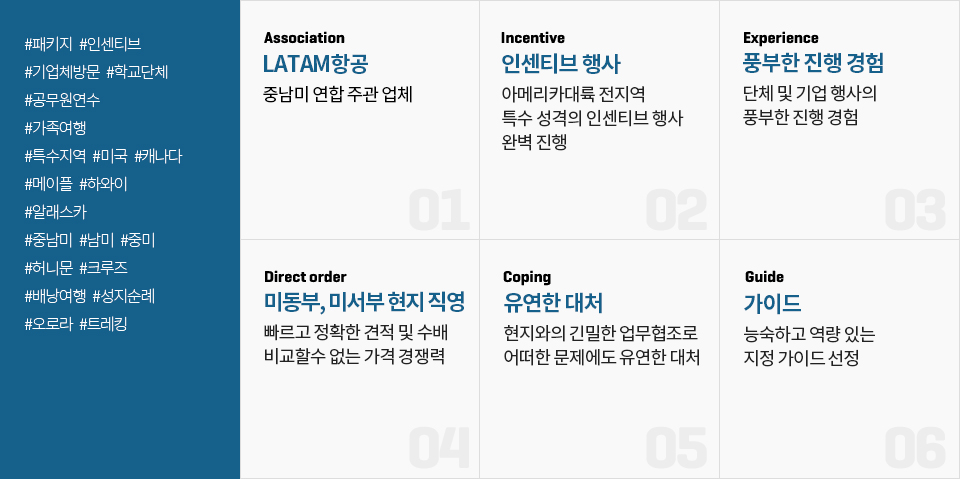 #패키지 #인센티브
#기업체방문 #학교단체
#공무원연수
#가족여행
#특수지역 #미국 #캐나다
#메이플 #하와이
#알래스카
#중남미 #남미 #중미
#허니문 #크루즈
#배낭여행 #성지순례
#오로라 #트레킹
Association
LATAM항공
중남미 연합 주관 업체
01
Incentive
인센티브 행사
아메리카대륙 전지역
특수 성격의 인센티브 행사
완벽 진행
02
Experience
풍부한 진행 경험
단체 및 기업 행사의
풍부한 진행 경험
03
Direct order
미동부, 미서부 현지 직영
빠르고 정확한 견적 및 수배
비교할수 없는 가격 경쟁력
04
Coping
유연한 대처
현지와의 긴밀한 업무협조로
어떠한 문제에도 유연한 대처
05
Guide
가이드
능숙하고 역량 있는
지정 가이드 선정
06